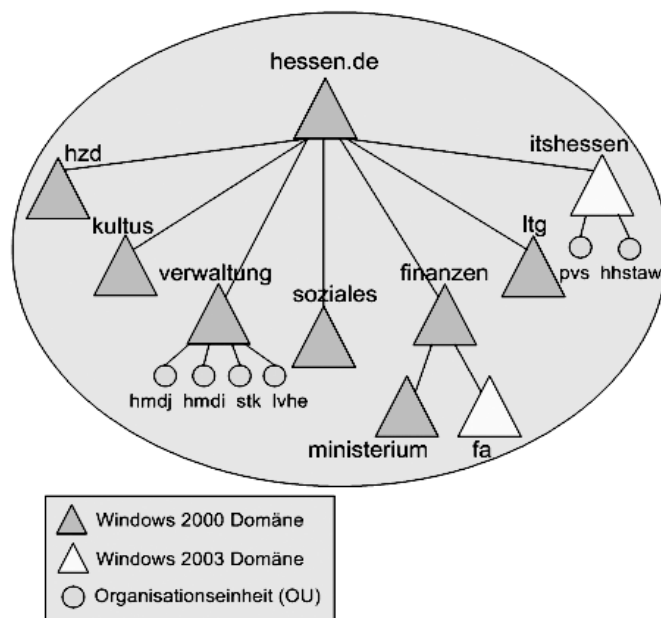 hessen.de
hzd
itshessen
kultus
ltg
verwaltung
soziales
finanzen
pvs hhstaw
hmdj hmdi stk lvhe
ministerium fa
Windows 2000 Domäne
Windows 2003 Domäne
Organisationseinheit (OU)